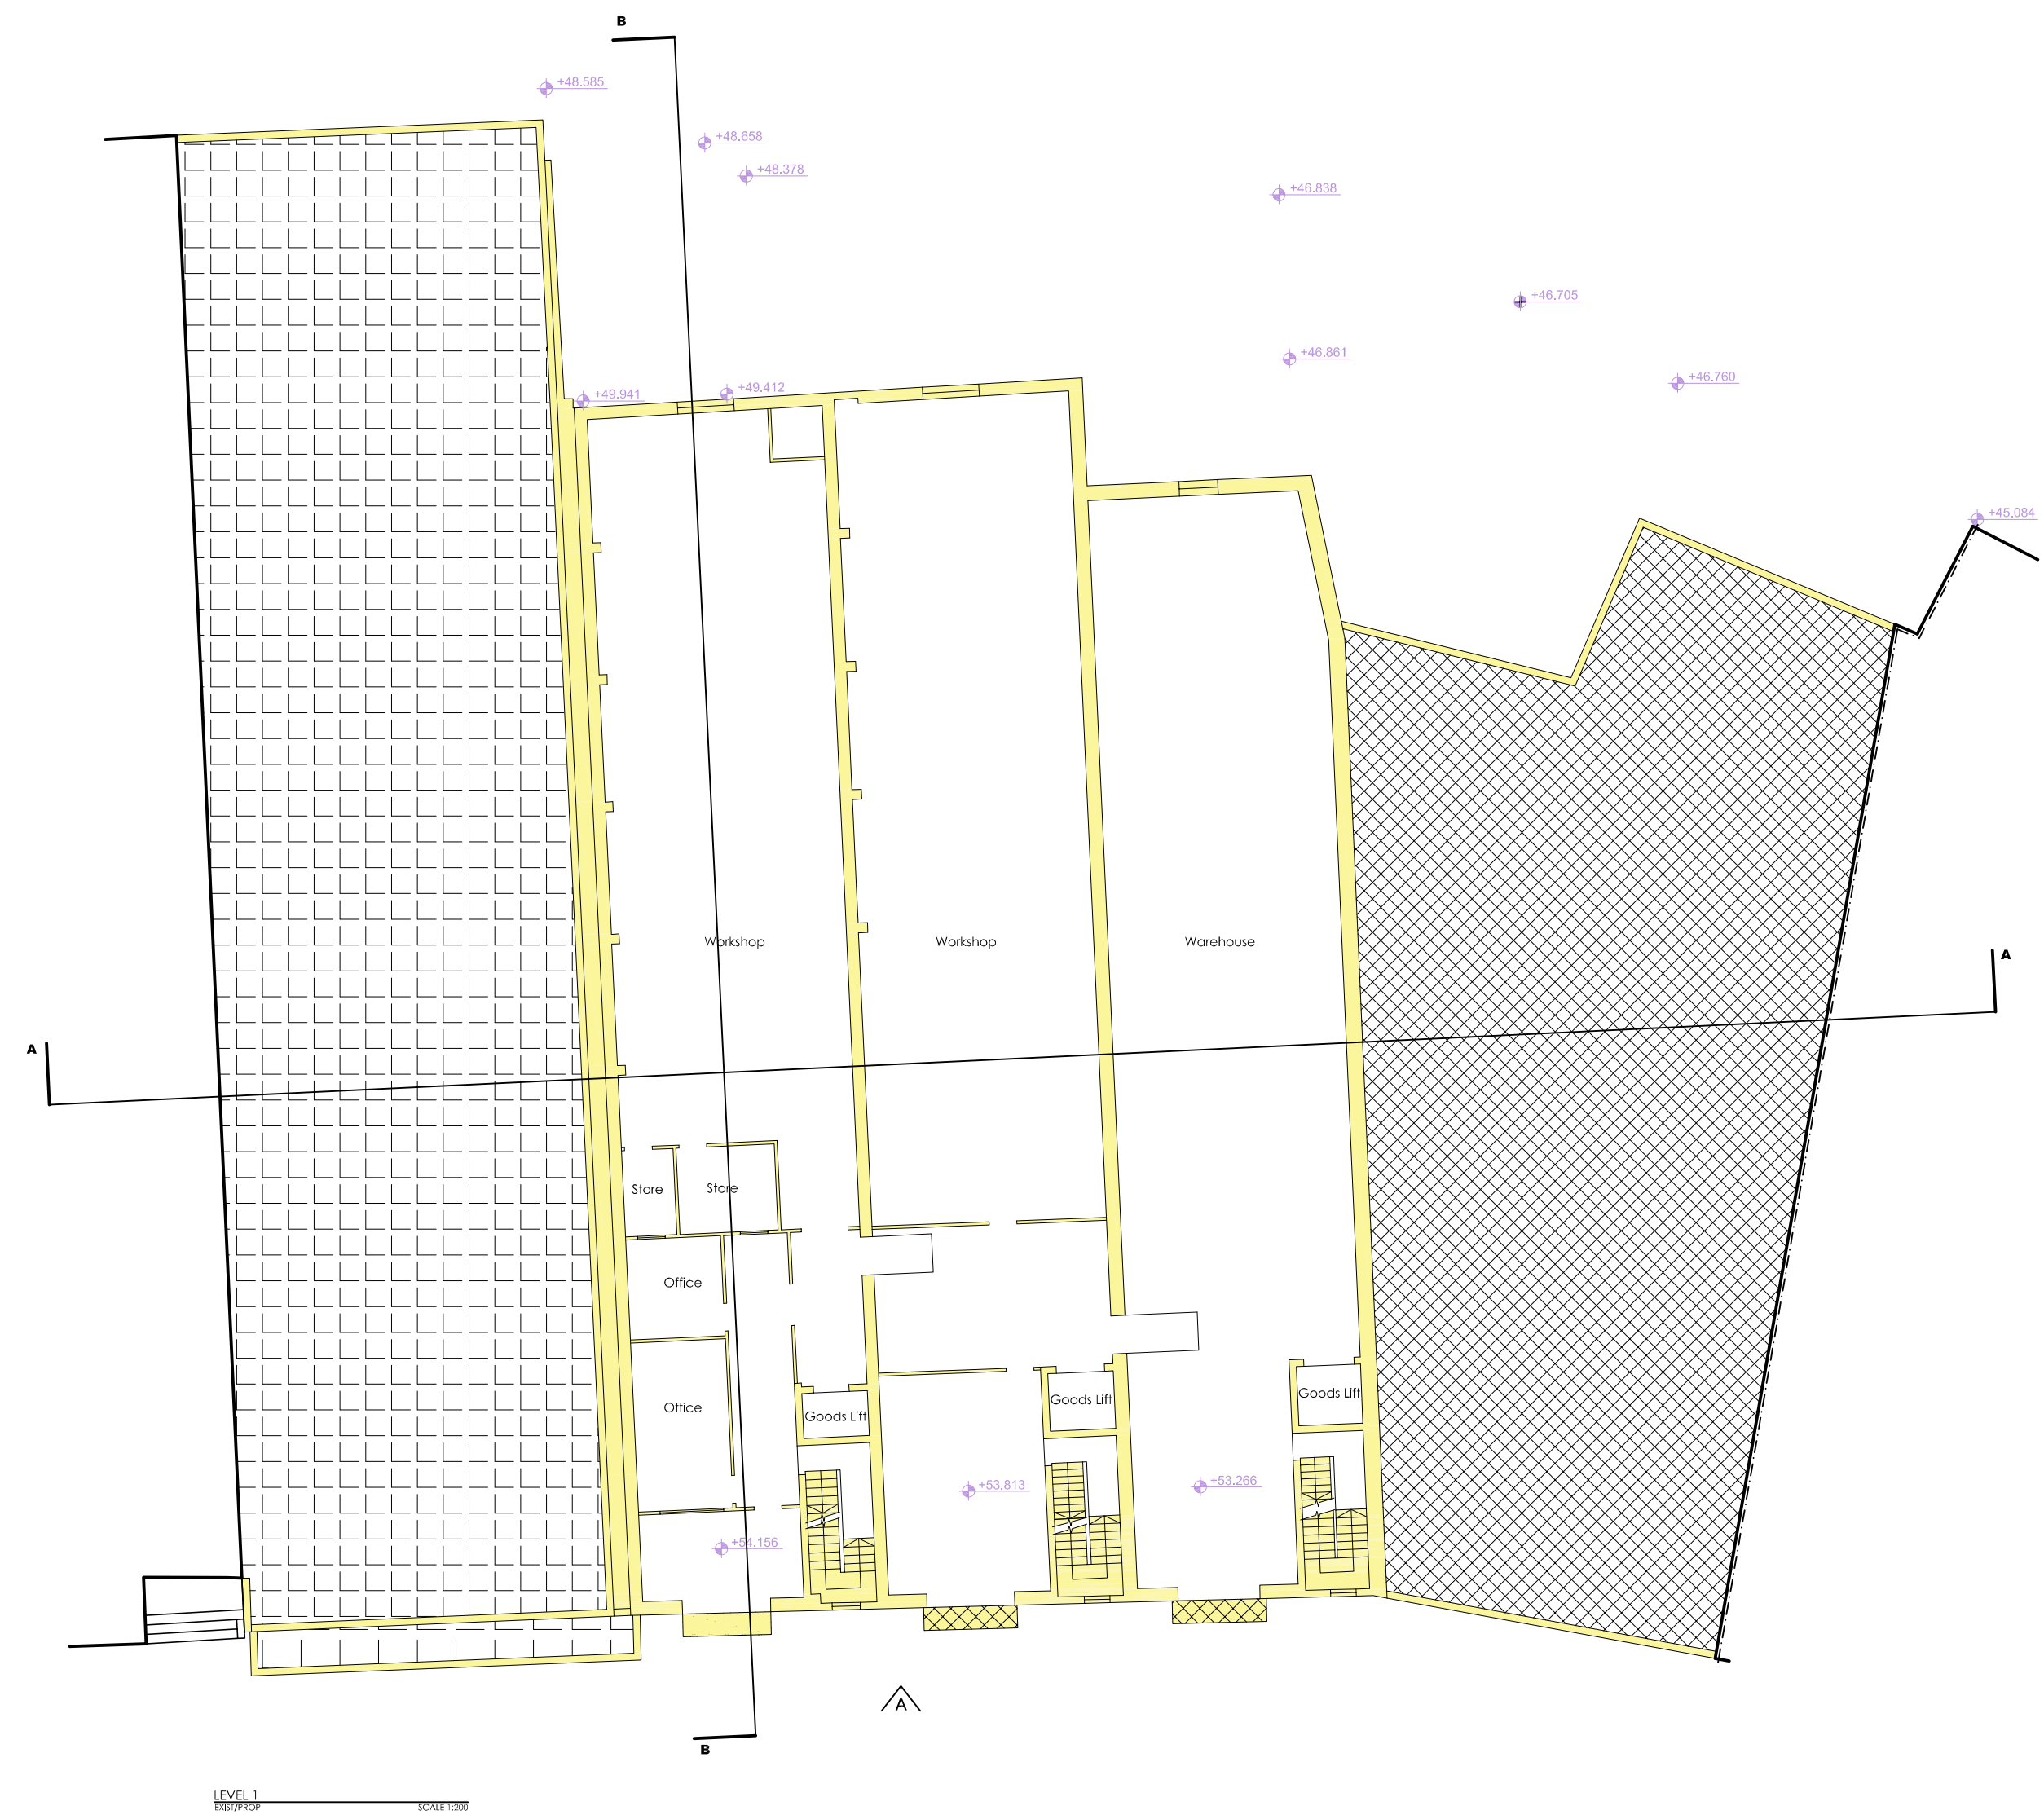 B
+48.585
+48.658
+48.378
+46.838
+46.705
+46.861
+46.760
+49.941
+49.412
+45.084
Workshop
Workshop
Warehouse
A
A
Store
Store
Office
Office
Goods Lift
Goods Lift
Goods Lift
+53.813
+53.266
+54.156
A
B
LEVEL 1
EXIST/PROP
SCALE 1:200